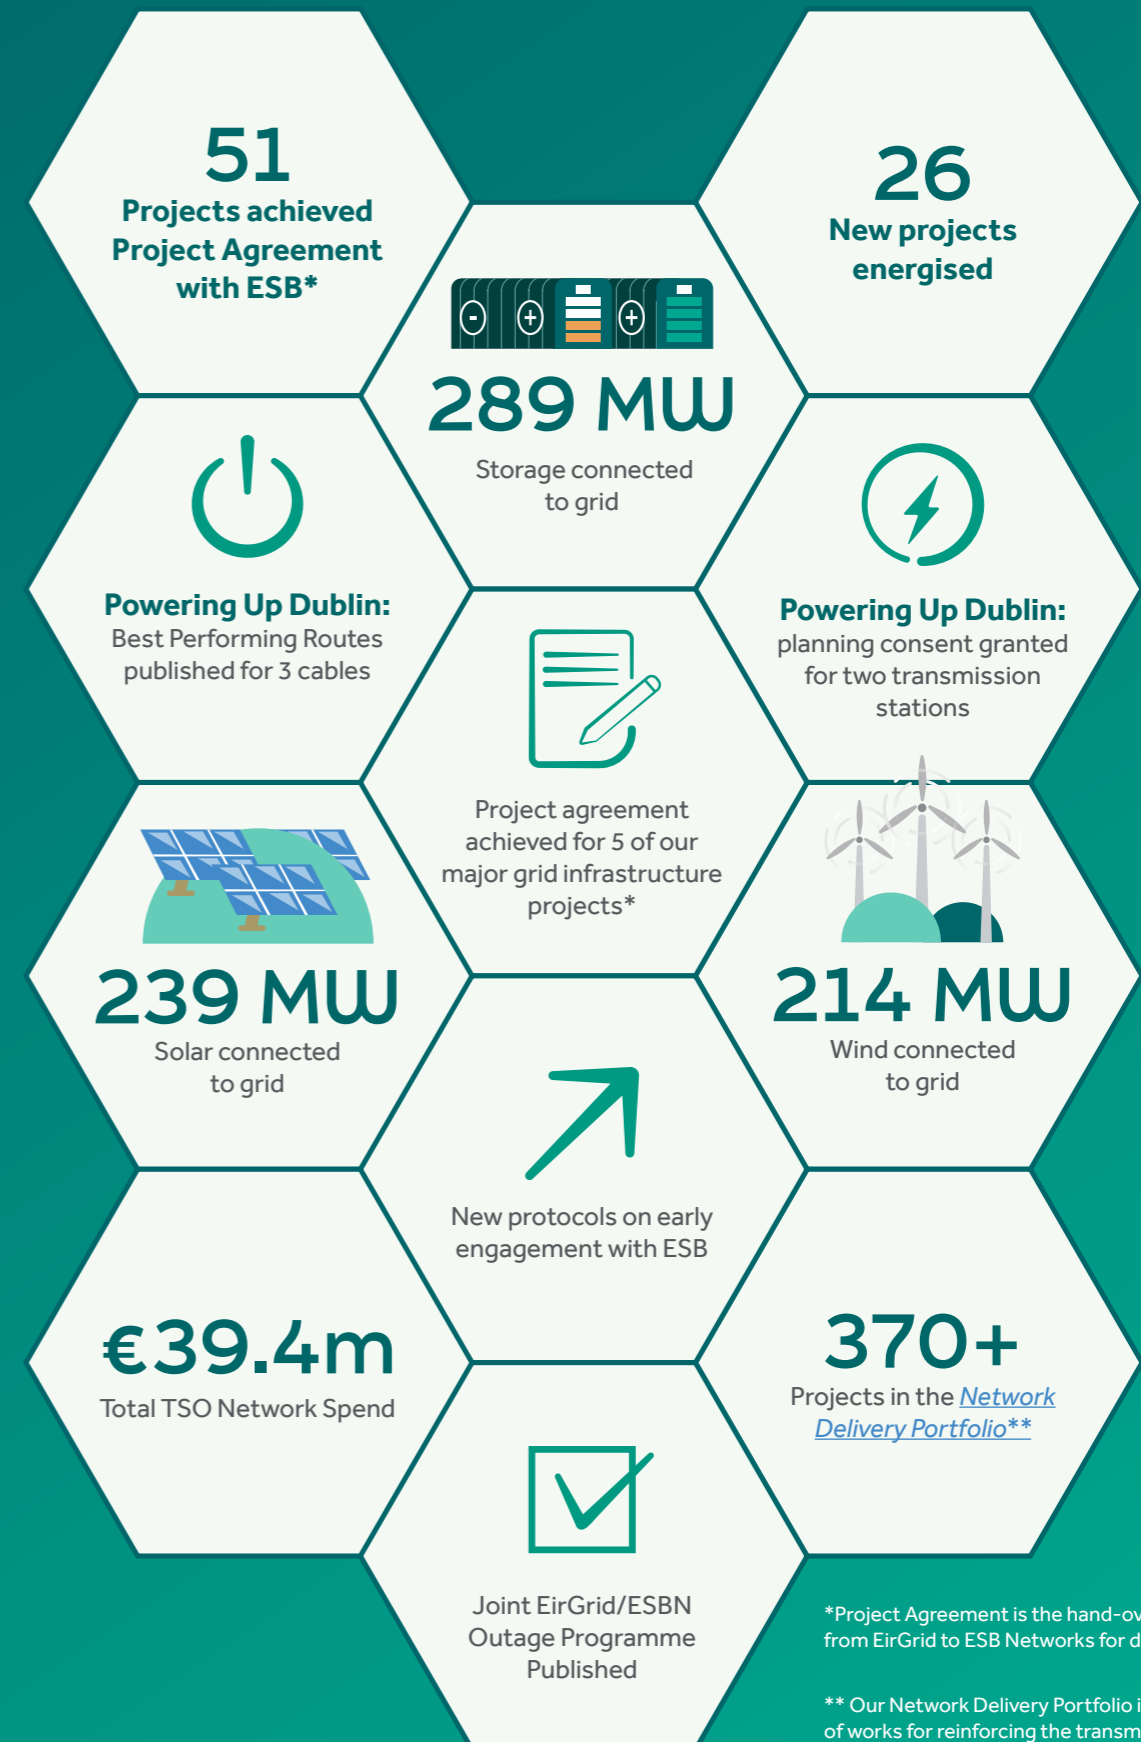 51
Projects achieved
Project Agreement
with ESB*
26
New projects
energised
289 MW
Storage connected
to grid
Powering Up Dublin:
Best Performing Routes
published for 3 cables
Powering Up Dublin:
planning consent granted
for two transmission
stations
Project agreement
achieved for 5 of our
major grid infrastructure
projects*
239 MW
Solar connected
to grid
214 MW
Wind connected
to grid
New protocols on early
engagement with ESB
€39.4m
Total TSO Network Spend
370+
Projects in the Network
Delivery Portfolio**
Joint EirGrid/ESBN
Outage Programme
Published
*Project Agreement is the
from EirGrid to ESB Networks for
** Our Network Delivery Portfolio
of works for reinforcing the